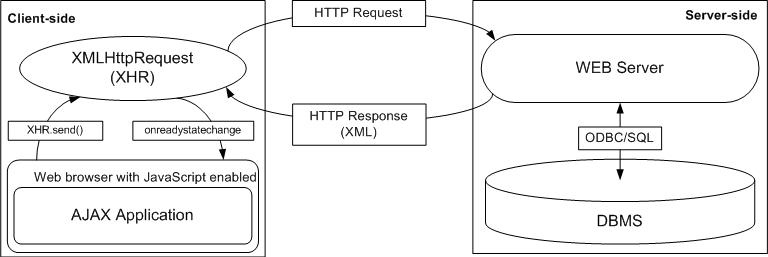 Client-side
HTTP Request
Server-side
XMLHttpRequest
(XHR)
WEB Server
HTTP Response
(XML)
XHR.send()
onreadystatechange
ODBC/SQL
Web browser with JavaScript enabled
AJAX Application
DBMS